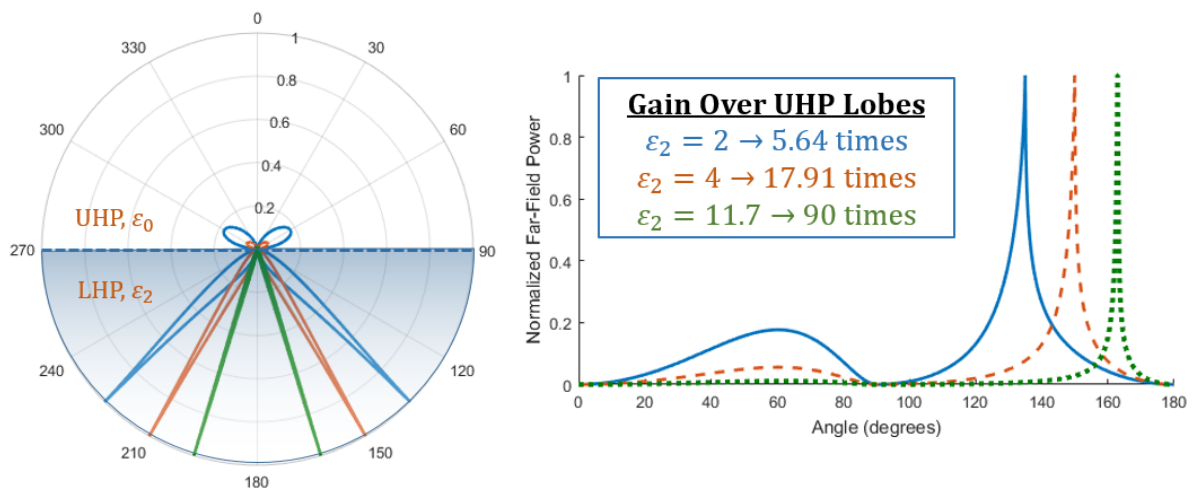 0
30
60
90
120
150
180
210
240
270
300
330
1
0.8
0.6
0.4
0.2
UHP, ε₀
LHP, ε₂
Normalized Far-Field Power
1
0.8
0.6
0.4
0.2
0
Gain Over UHP Lobes
ε₂ = 2 → 5.64 times
ε₂ = 4 → 17.91 times
ε₂ = 11.7 → 90 times
0 20 40 60 80 100 120 140 160 180
Angle (degrees)